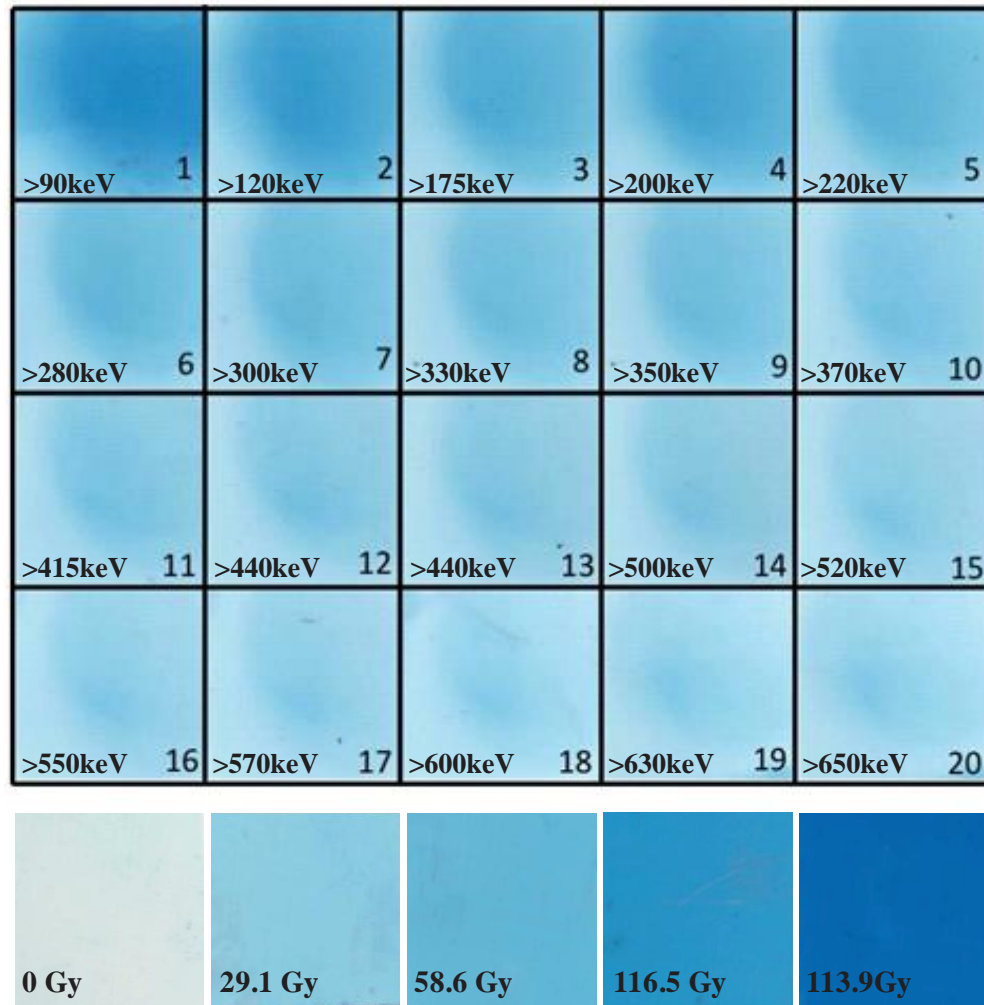 >90keV 1 >120keV 2 >175keV 3 >200keV 4 >220keV 5
>280keV 6 >300keV 7 >330keV 8 >350keV 9 >370keV 10
>415keV 11 >440keV 12 >440keV 13 >500keV 14 >520keV 15
>550keV 16 >570keV 17 >600keV 18 >630keV 19 >650keV 20
0 Gy 29.1 Gy 58.6 Gy 116.5 Gy 113.9Gy